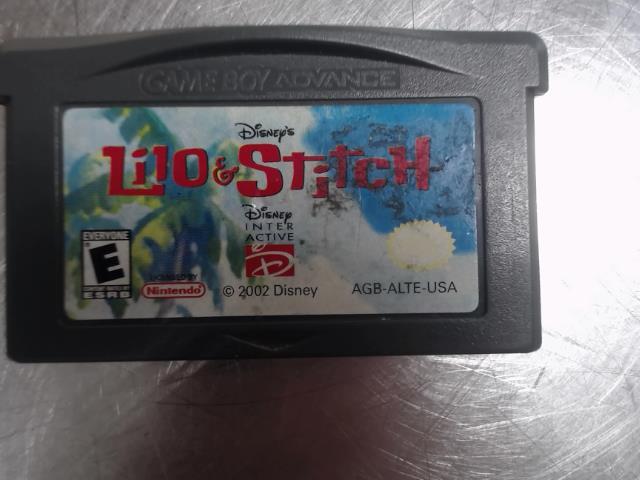 GAME BOY ADVANCE
Disney's
Lilo & Stitch
Disney
INTER
ACTIVE
EVERYONE
E
ESRB
LICENSED BY
Nintendo
© 2002 Disney
AGB-ALTE-USA